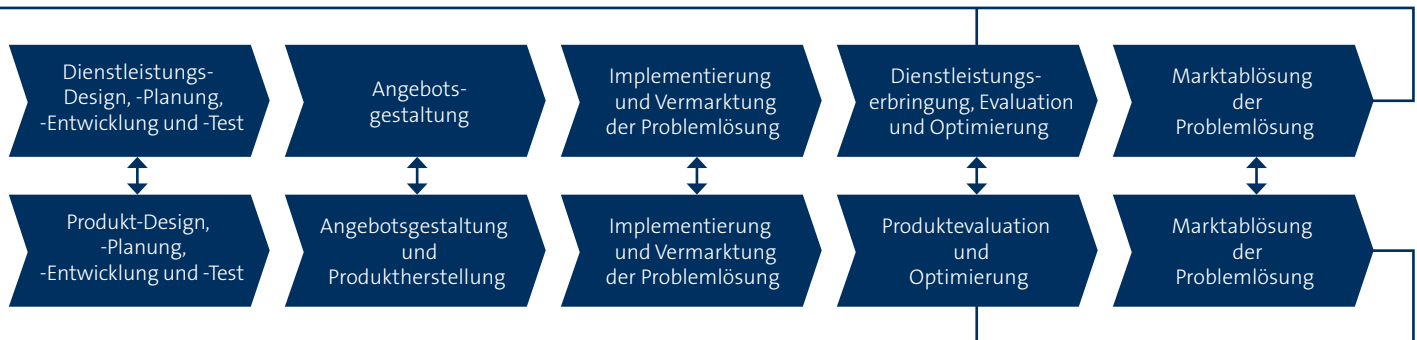 Dienstleistungs-
Design, -Planung,
-Entwicklung und -Test
Angebots-
gestaltung
Implementierung
und Vermarktung
der Problemlösung
Dienstleistungs-
erbringung, Evaluation
und Optimierung
Marktablösung
der
Problemlösung
Produkt-Design,
-Planung,
-Entwicklung und -Test
Angebotsgestaltung
und
Produktherstellung
Implementierung
und Vermarktung
der Problemlösung
Produktevaluation
und
Optimierung
Marktablösung
der
Problemlösung